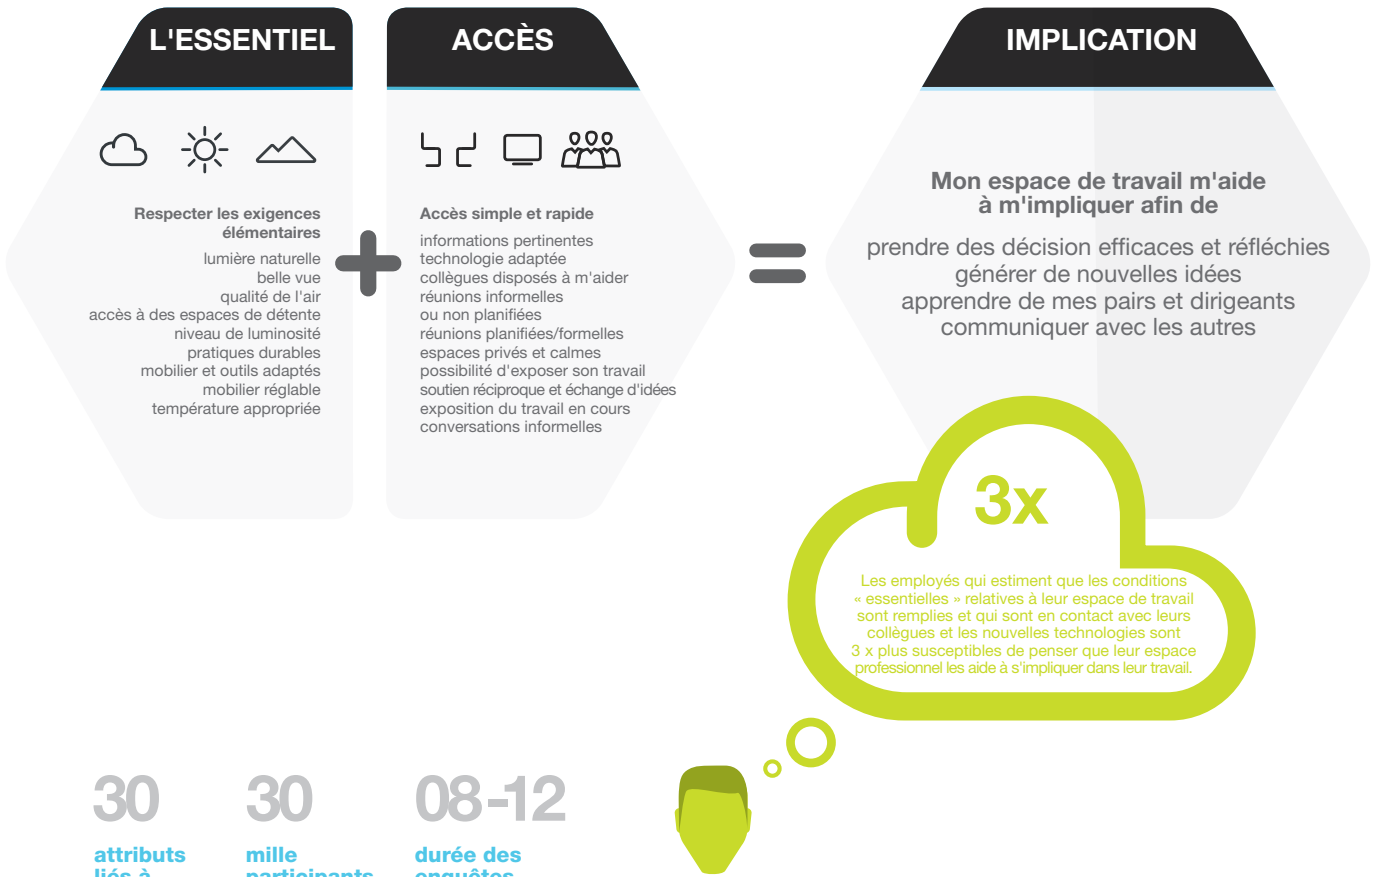 L'ESSENTIEL
Respecter les exigences
élémentaires
lumière naturelle
belle vue
qualité de l'air
accès à des espaces de détente
niveau de luminosité
pratiques durables
mobilier et outils adaptés
mobilier réglable
température appropriée
ACCÈS
Accès simple et rapide
informations pertinentes
technologie adaptée
collègues disposés à m'aider
réunions informelles
ou non planifiées
réunions planifiées/formelles
espaces privés et calmes
possibilité d'exposer son travail
soutien réciproque et échange d'idées
exposition du travail en cours
conversations informelles
IMPLICATION
Mon espace de travail m'aide
à m'impliquer afin de
prendre des décision efficaces et réfléchies
générer de nouvelles idées
apprendre de mes pairs et dirigeants
communiquer avec les autres
3x
Les employés qui estiment que les conditions
« essentielles » relatives à leur espace de travail
sont remplies et qui sont en contact avec leurs
collègues et les nouvelles technologies sont
3 x plus susceptibles de penser que leur espace
professionnel les aide à s'impliquer dans leur travail.
30
attributs
liés à
30
mille
participants
08-12
durée des
enquêtes